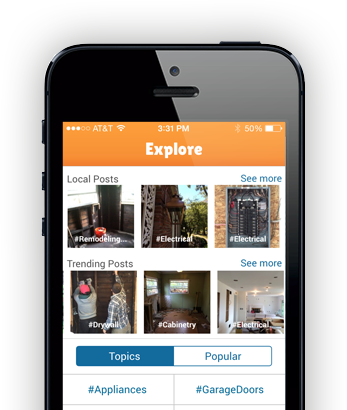 AT&T 3:31 PM 50%
Explore
Local Posts See more
#Remodeling... #Electrical #Electrical
Trending Posts See more
#Drywall #Cabinetry #Electrical
Topics Popular
#Appliances #GarageDoors